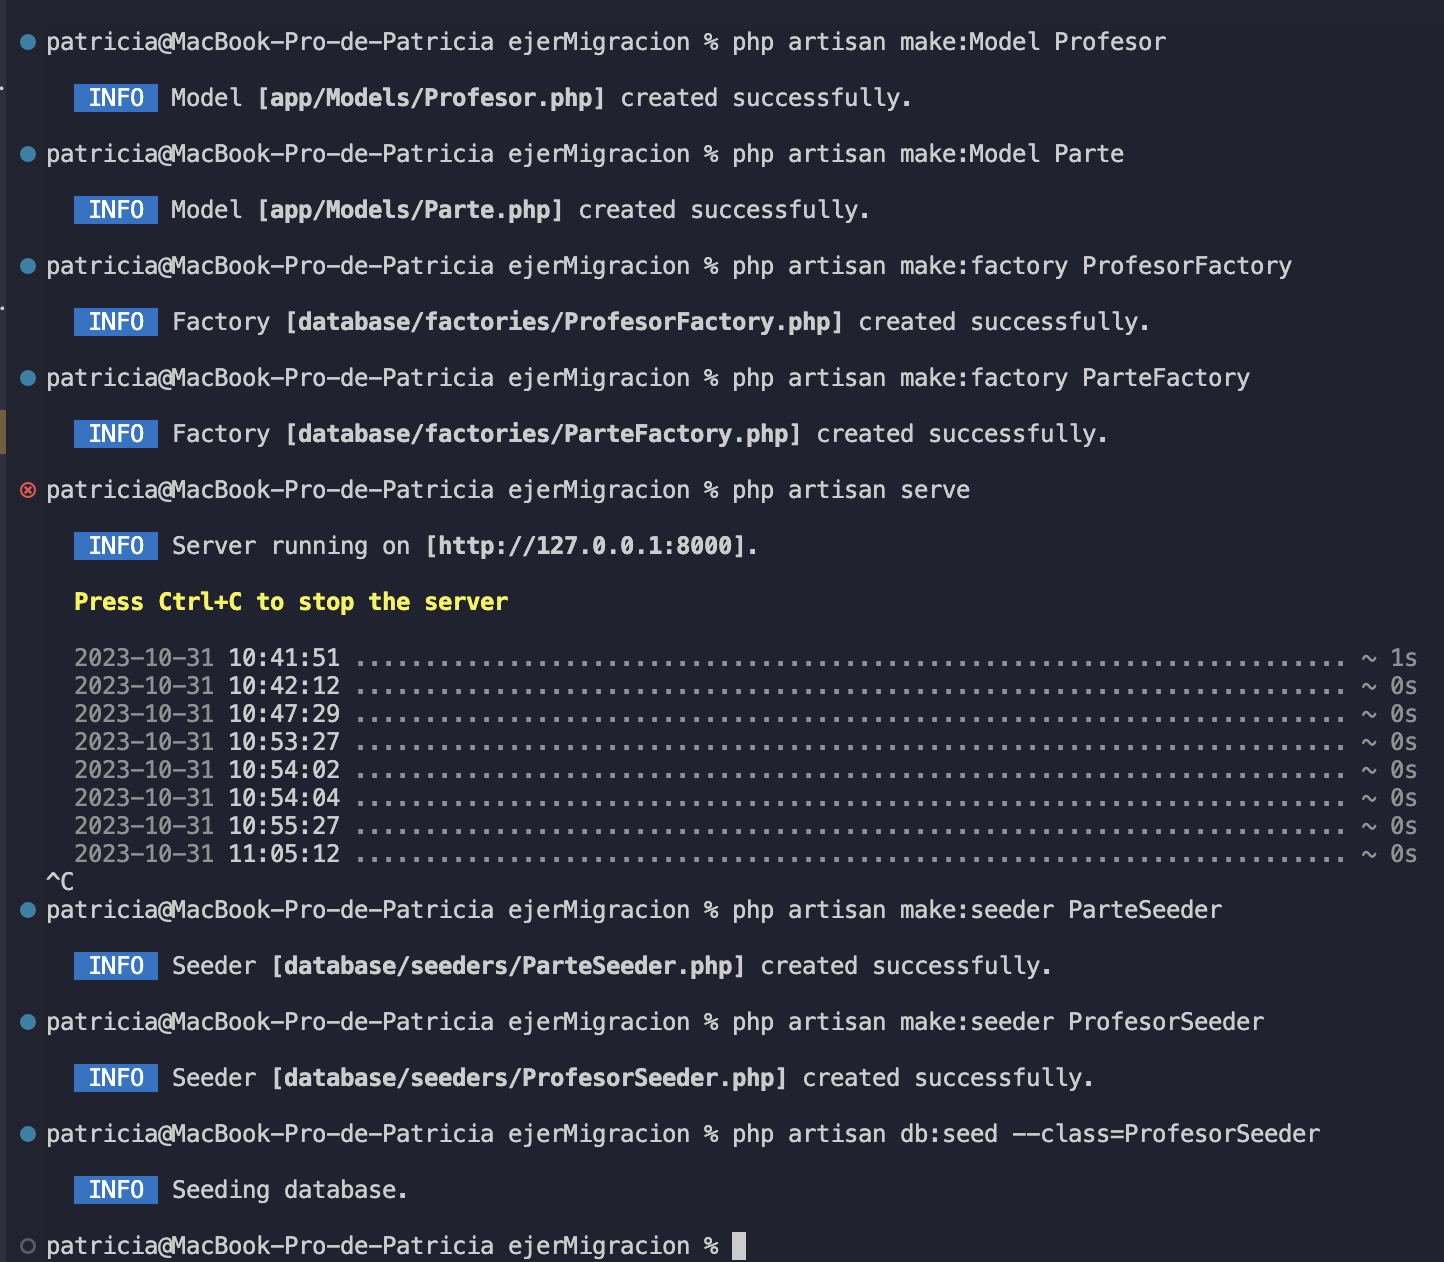 patricia@MacBook-Pro-de-Patricia ejerMigracion % php artisan make:Model Profesor
INFO Model [app/Models/Profesor.php] created successfully.
patricia@MacBook-Pro-de-Patricia ejerMigracion % php artisan make:Model Parte
INFO Model [app/Models/Parte.php] created successfully.
patricia@MacBook-Pro-de-Patricia ejerMigracion % php artisan make:factory ProfesorFactory
INFO Factory [database/factories/ProfesorFactory.php] created successfully.
patricia@MacBook-Pro-de-Patricia ejerMigracion % php artisan make:factory ParteFactory
INFO Factory [database/factories/ParteFactory.php] created successfully.
patricia@MacBook-Pro-de-Patricia ejerMigracion % php artisan serve
INFO Server running on [http://127.0.0.1:8000].
Press Ctrl+C to stop the server
2023-10-31 10:41:51 ....................................................................... ~ 1s
2023-10-31 10:42:12 ....................................................................... ~ 0s
2023-10-31 10:47:29 ....................................................................... ~ 0s
2023-10-31 10:53:27 ....................................................................... ~ 0s
2023-10-31 10:54:02 ....................................................................... ~ 0s
2023-10-31 10:54:04 ....................................................................... ~ 0s
2023-10-31 10:55:27 ....................................................................... ~ 0s
2023-10-31 11:05:12 ....................................................................... ~ 0s
^C
patricia@MacBook-Pro-de-Patricia ejerMigracion % php artisan make:seeder ParteSeeder
INFO Seeder [database/seeders/ParteSeeder.php] created successfully.
patricia@MacBook-Pro-de-Patricia ejerMigracion % php artisan make:seeder ProfesorSeeder
INFO Seeder [database/seeders/ProfesorSeeder.php] created successfully.
patricia@MacBook-Pro-de-Patricia ejerMigracion % php artisan db:seed --class=ProfesorSeeder
INFO Seeding database.
patricia@MacBook-Pro-de-Patricia ejerMigracion %